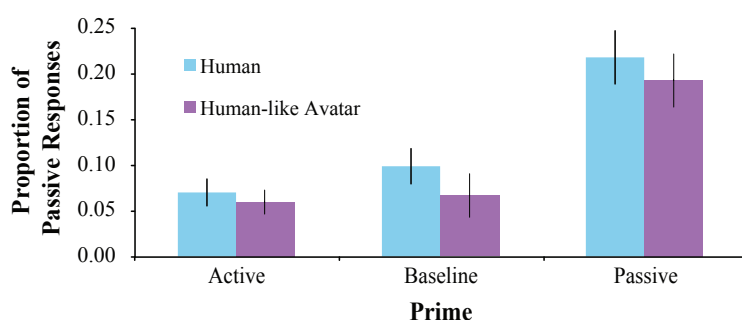 Proportion of
Passive Responses
0.25
0.20
0.15
0.10
0.05
0.00
Human
Human-like Avatar
Active Baseline Passive
Prime